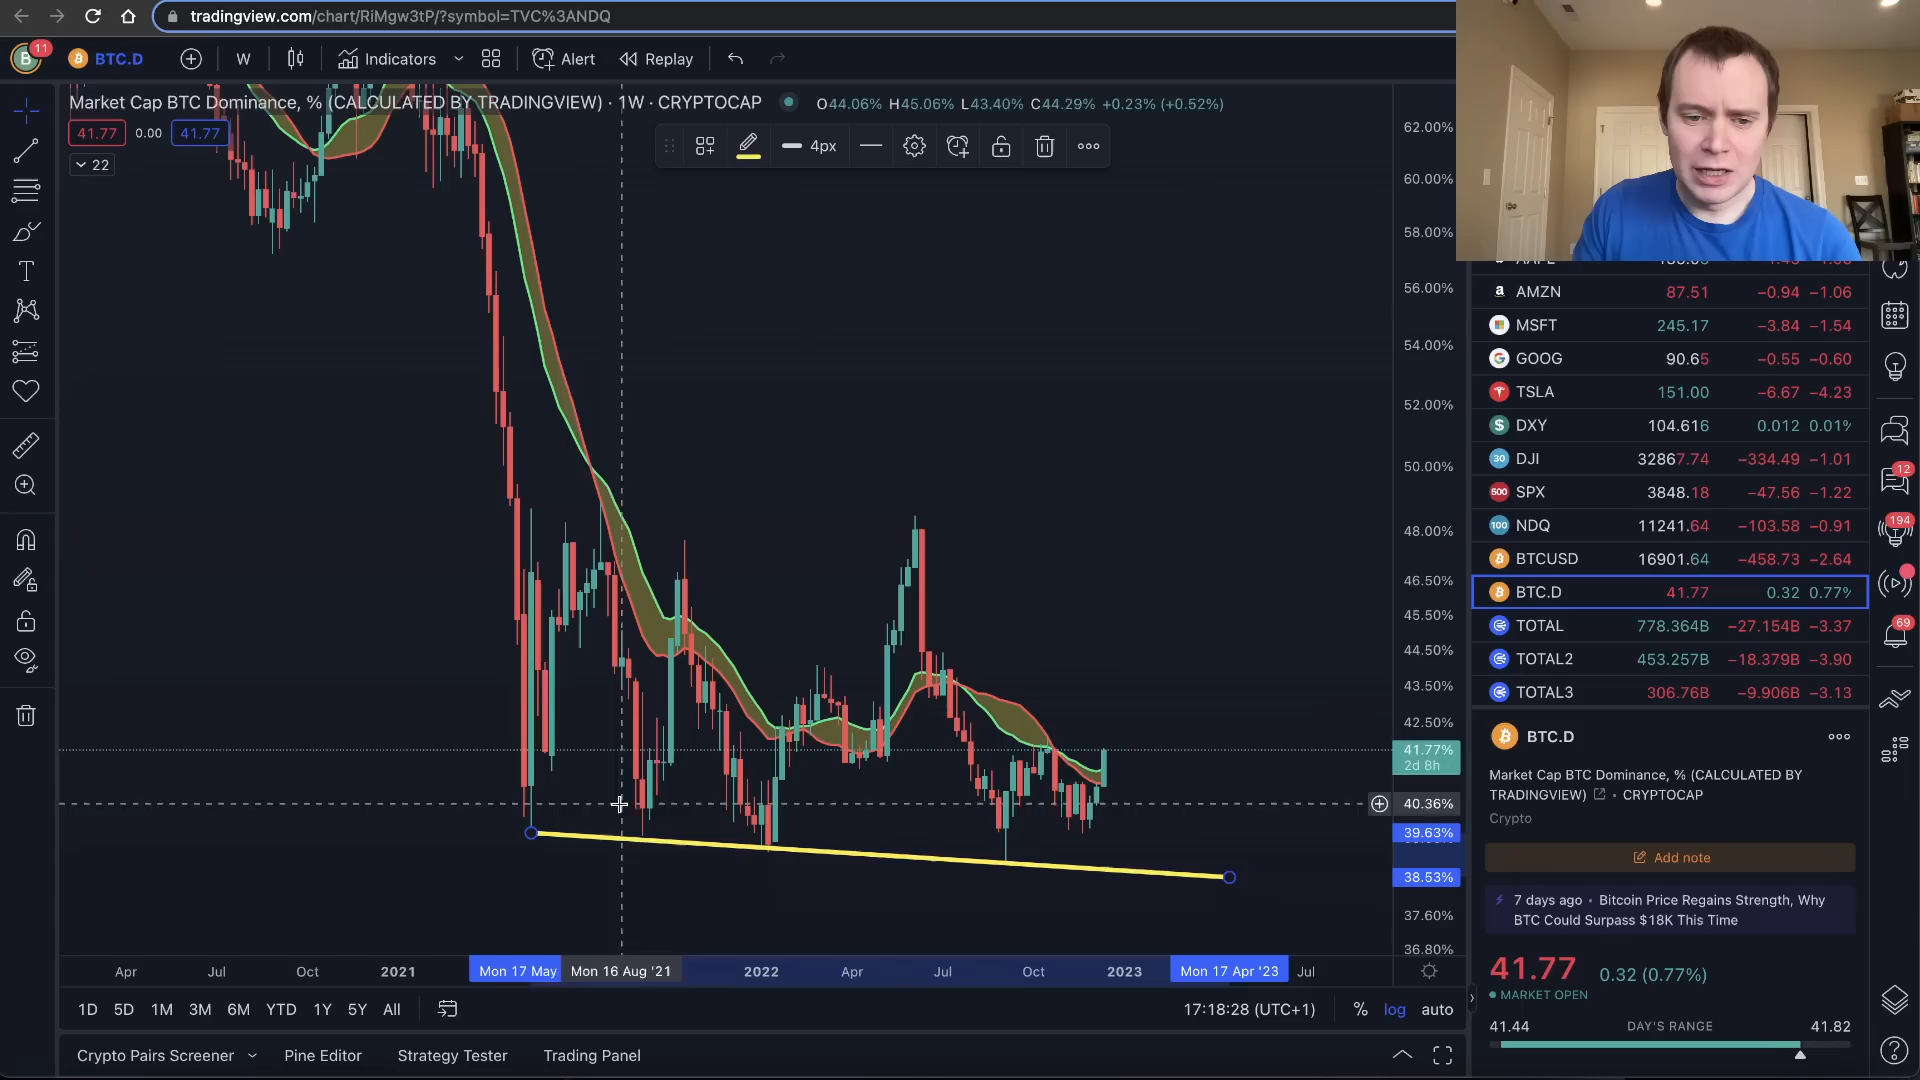 tradingview.com/chart/RiMgw3tP/?symbol=TVC%3ANDQ
B 11 BTC.D W Indicators Alert Replay
Market Cap BTC Dominance, % (CALCULATED BY TRADINGVIEW) · 1W · CRYPTOCAP O44.06% H45.06% L43.40% C44.29% +0.23% (+0.52%)
41.77 0.00 41.77
22
4px
62.00%
60.00%
58.00%
56.00%
54.00%
52.00%
50.00%
48.00%
46.50%
45.50%
44.50%
43.50%
42.50%
41.77%
2d 8h
40.36%
39.63%
38.53%
37.60%
36.80%
Apr Jul Oct 2021 Mon 17 May Mon 16 Aug '21 2022 Apr Jul Oct 2023 Mon 17 Apr '23 Jul
1D 5D 1M 3M 6M YTD 1Y 5Y All 17:18:28 (UTC+1) % log auto
Crypto Pairs Screener Pine Editor Strategy Tester Trading Panel
AMZN 87.51 −0.94 −1.06
MSFT 245.17 −3.84 −1.54
GOOG 90.65 −0.55 −0.60
TSLA 151.00 −6.67 −4.23
DXY 104.616 0.012 0.01%
30 DJI 32867.74 −334.49 −1.01
500 SPX 3848.18 −47.56 −1.22
100 NDQ 11241.64 −103.58 −0.91
BTCUSD 16901.64 −458.73 −2.64
BTC.D 41.77 0.32 0.77%
TOTAL 778.364B −27.154B −3.37
TOTAL2 453.257B −18.379B −3.90
TOTAL3 306.76B −9.906B −3.13
12
194
69
BTC.D
Market Cap BTC Dominance, % (CALCULATED BY
TRADINGVIEW) • CRYPTOCAP
Crypto
Add note
7 days ago • Bitcoin Price Regains Strength, Why
BTC Could Surpass $18K This Time
41.77 0.32 (0.77%)
MARKET OPEN
41.44 DAY'S RANGE 41.82